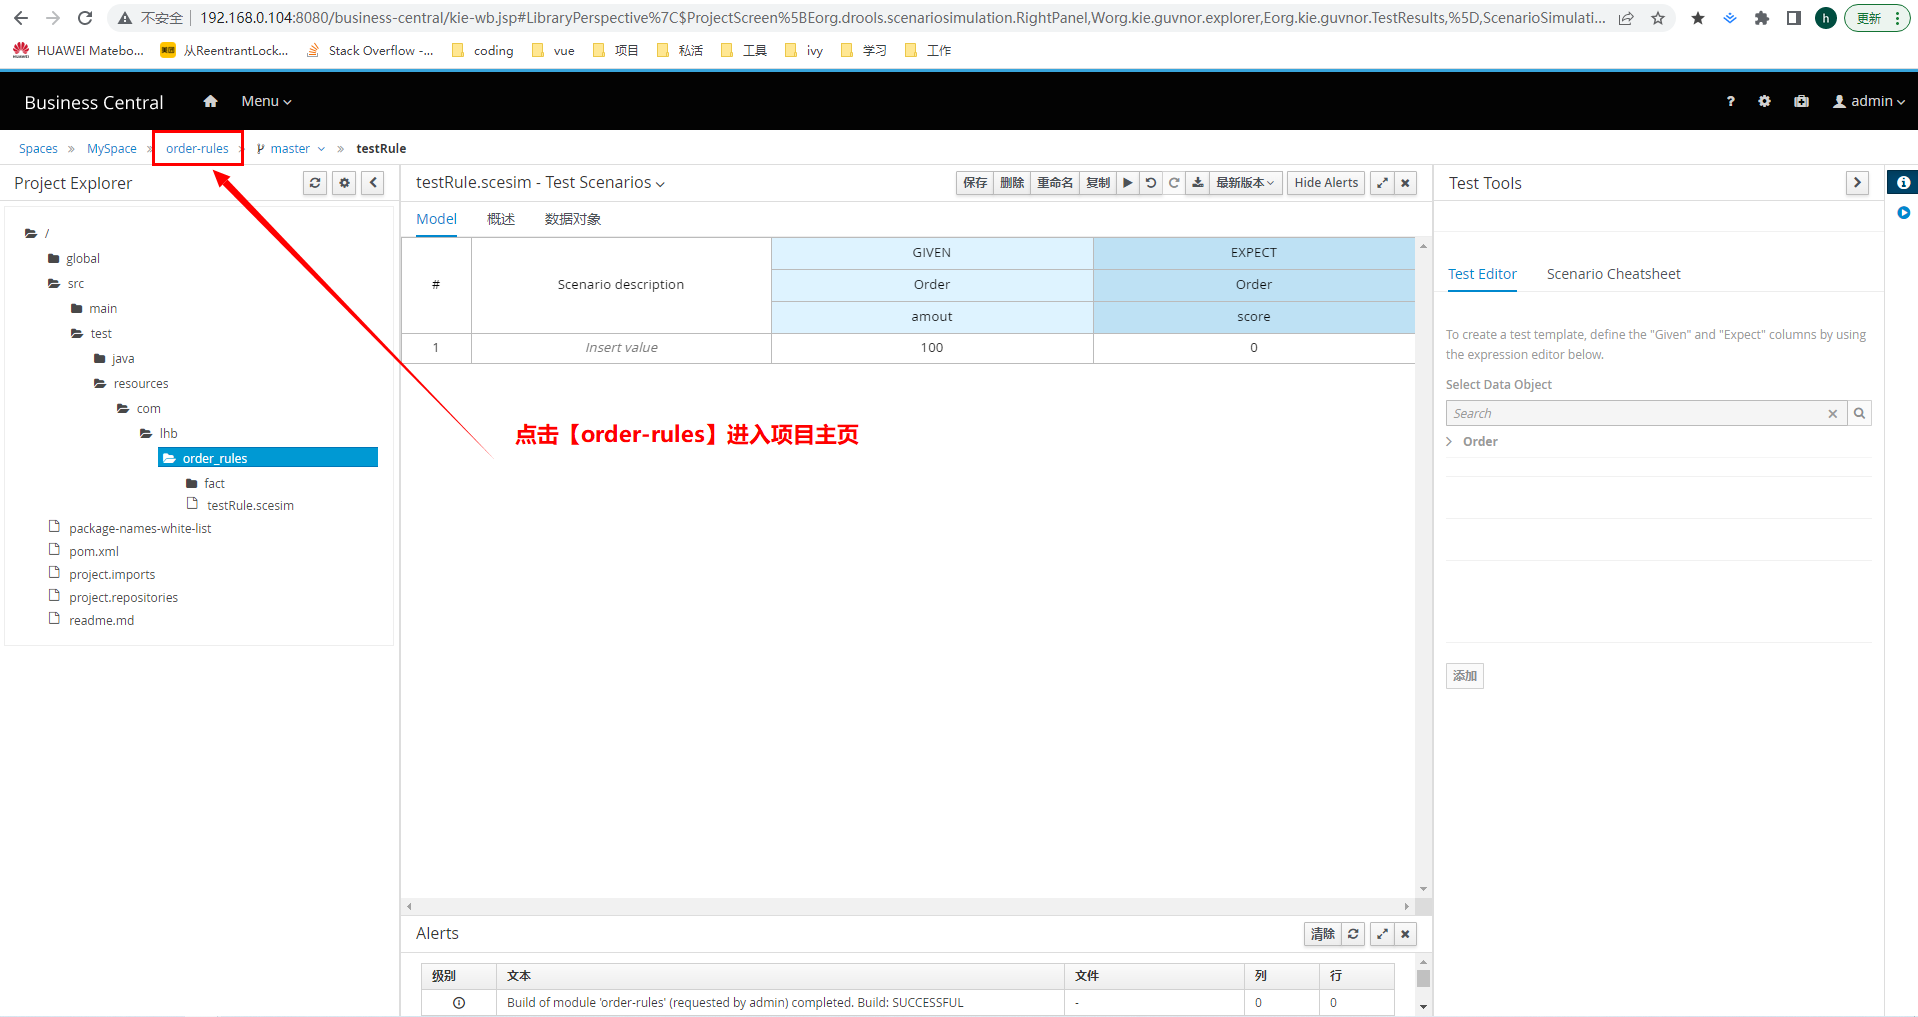 不安全 192.168.0.104:8080/business-central/kie-wb.jsp#LibraryPerspective%7C$ProjectScreen%5BEorg.drools.scenariosimulation.RightPanel,Worg.kie.guvnor.explorer,Eorg.kie.guvnor.TestResults,%5D,ScenarioSimulati... h 更新
HUAWEI Matebo... 美团 从ReentrantLock... Stack Overflow -... coding vue 项目 私活 工具 ivy 学习 工作
Business Central Menu ? admin
Spaces » MySpace » order-rules » master » testRule
Project Explorer
/
global
src
main
test
java
resources
com
lhb
order_rules
fact
testRule.scesim
package-names-white-list
pom.xml
project.imports
project.repositories
readme.md
testRule.scesim - Test Scenarios 保存 删除 重命名 复制 最新版本 Hide Alerts
Model 概述 数据对象
# Scenario description GIVEN EXPECT
Order Order
amout score
1 Insert value 100 0
点击【order-rules】进入项目主页
Alerts 清除
级别 文本 文件 列 行
Build of module 'order-rules' (requested by admin) completed. Build: SUCCESSFUL - 0 0
Test Tools
Test Editor Scenario Cheatsheet
To create a test template, define the "Given" and "Expect" columns by using
the expression editor below.
Select Data Object
Search
Order
添加